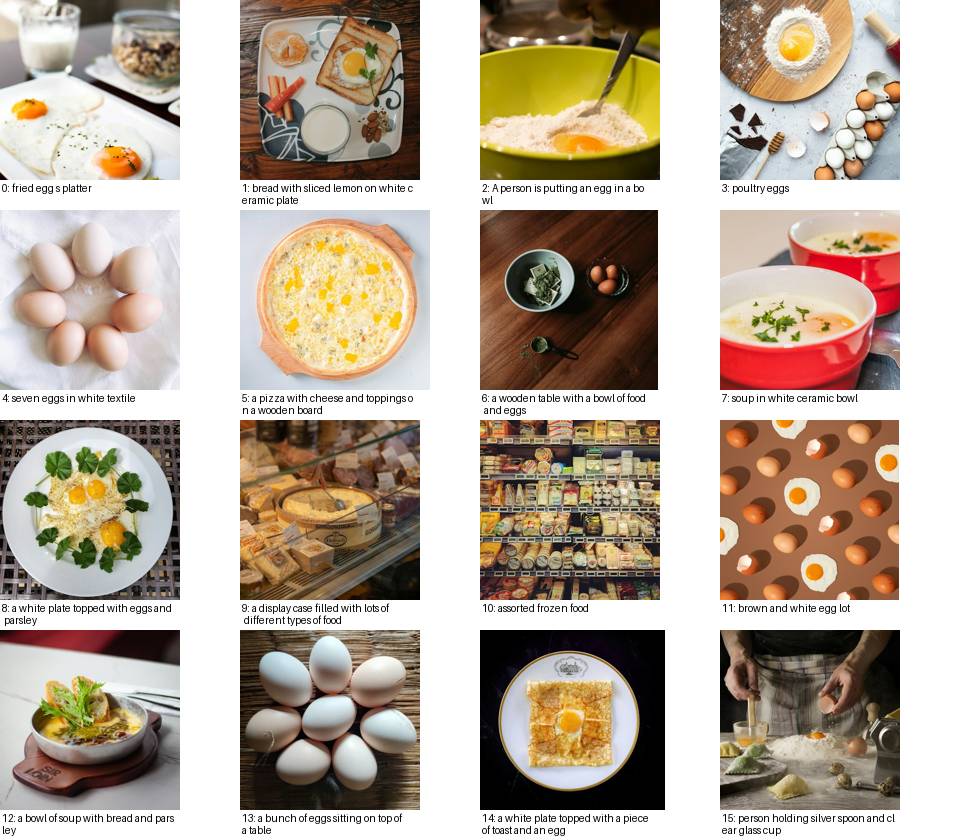 0: fried egg s platter
1: bread with sliced lemon on white c
eramic plate
2: A person is putting an egg in a bo
wl
3: poultry eggs
4: seven eggs in white textile
5: a pizza with cheese and toppings o
n a wooden board
6: a wooden table with a bowl of food
and eggs
7: soup in white ceramic bowl
8: a white plate topped with eggs and
parsley
9: a display case filled with lots of
different types of food
10: assorted frozen food
11: brown and white egg lot
12: a bowl of soup with bread and pars
ley
13: a bunch of eggs sitting on top of
a table
14: a white plate topped with a piece
of toast and an egg
15: person holding silver spoon and cl
ear glass cup